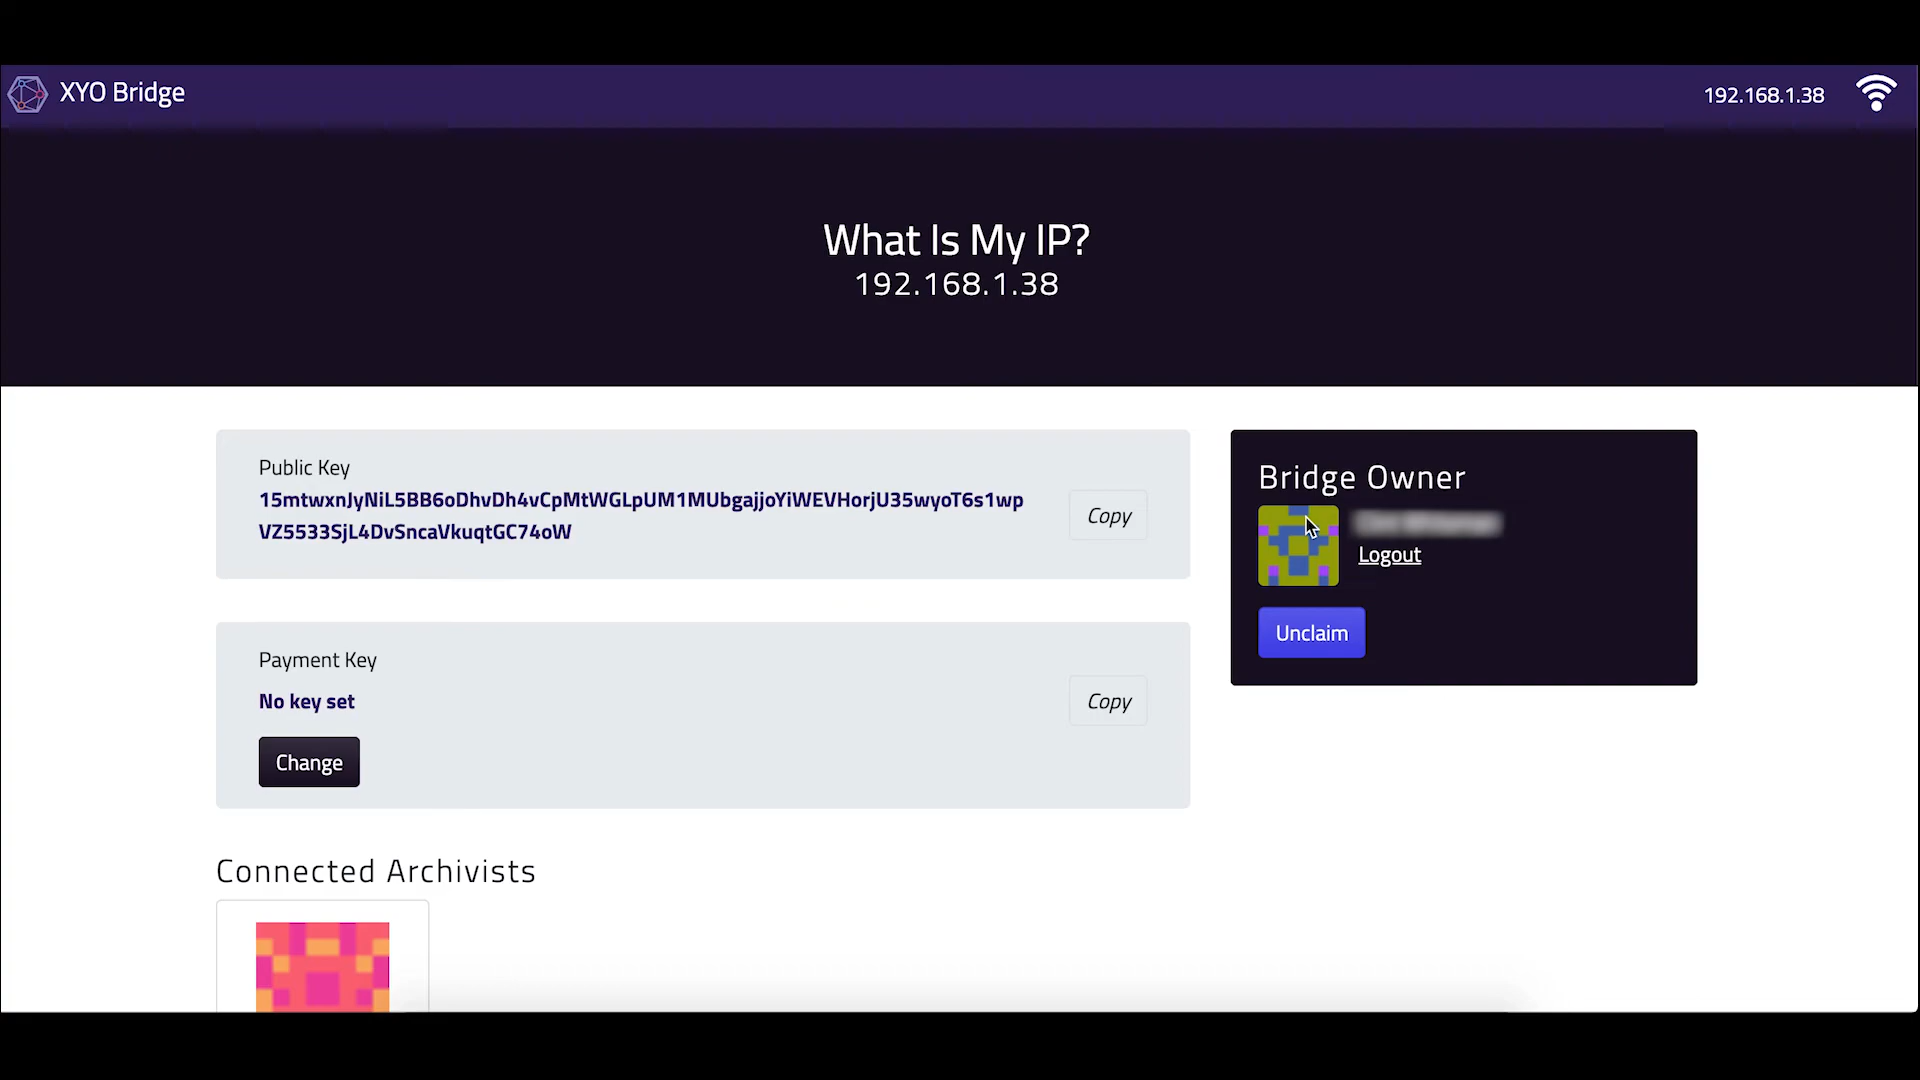 XYO Bridge
192.168.1.38
What Is My IP?
192.168.1.38
Public Key
15mtwxnJyNiL5BB6oDhvDh4vCpMtWGLpUM1MUbgajjoYiWEVHorjU35wyoT6s1wp
VZ5533SjL4DvSncaVkuqtGC74oW
Copy
Payment Key
No key set
Copy
Change
Bridge Owner
Logout
Unclaim
Connected Archivists